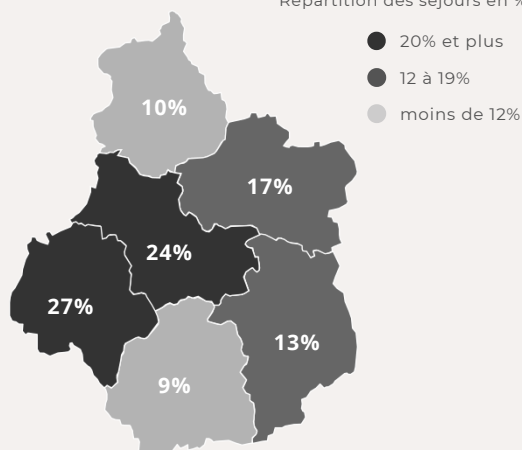 Répartition des séjours en %
20% et plus
12 à 19%
moins de 12%
10%
17%
24%
27%
13%
9%